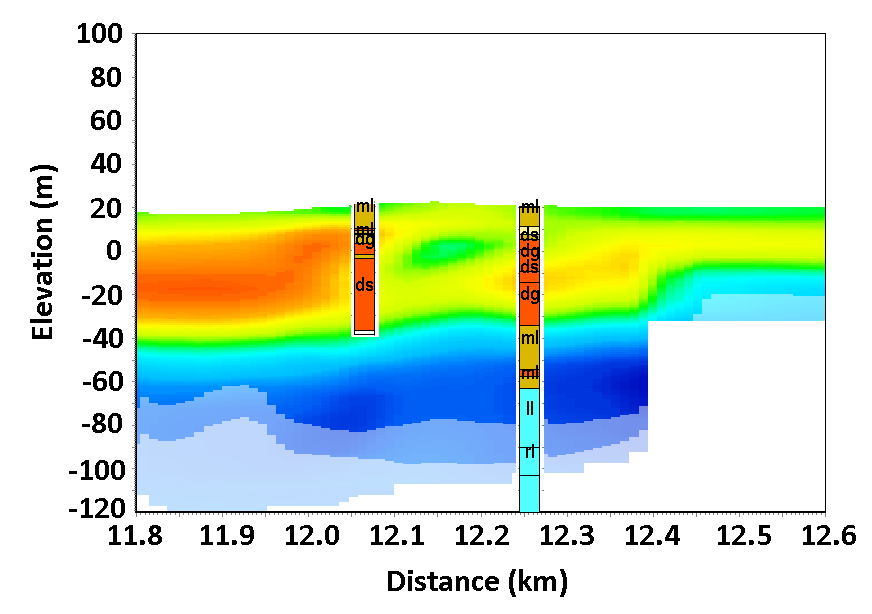 100
80
60
40
20
0
-20
-40
-60
-80
-100
-120
Elevation (m)
ml
ml
dg
ds
ml
ds
dg
ds
dg
ml
ml
ll
rl
11.8 11.9 12.0 12.1 12.2 12.3 12.4 12.5 12.6
Distance (km)